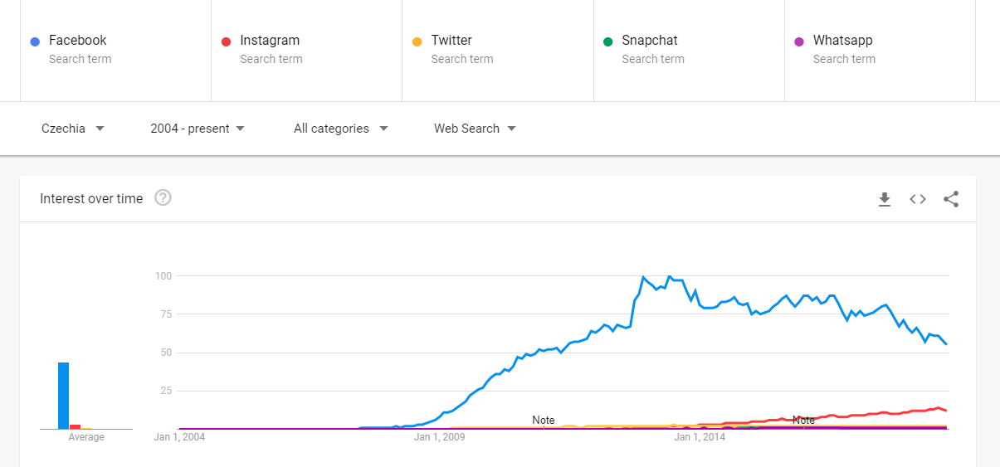 Facebook
Search term
Instagram
Search term
Twitter
Search term
Snapchat
Search term
Whatsapp
Search term
Czechia
2004 - present
All categories
Web Search
Interest over time
?
100
75
50
25
Note
Note
Average
Jan 1, 2004
Jan 1, 2009
Jan 1, 2014